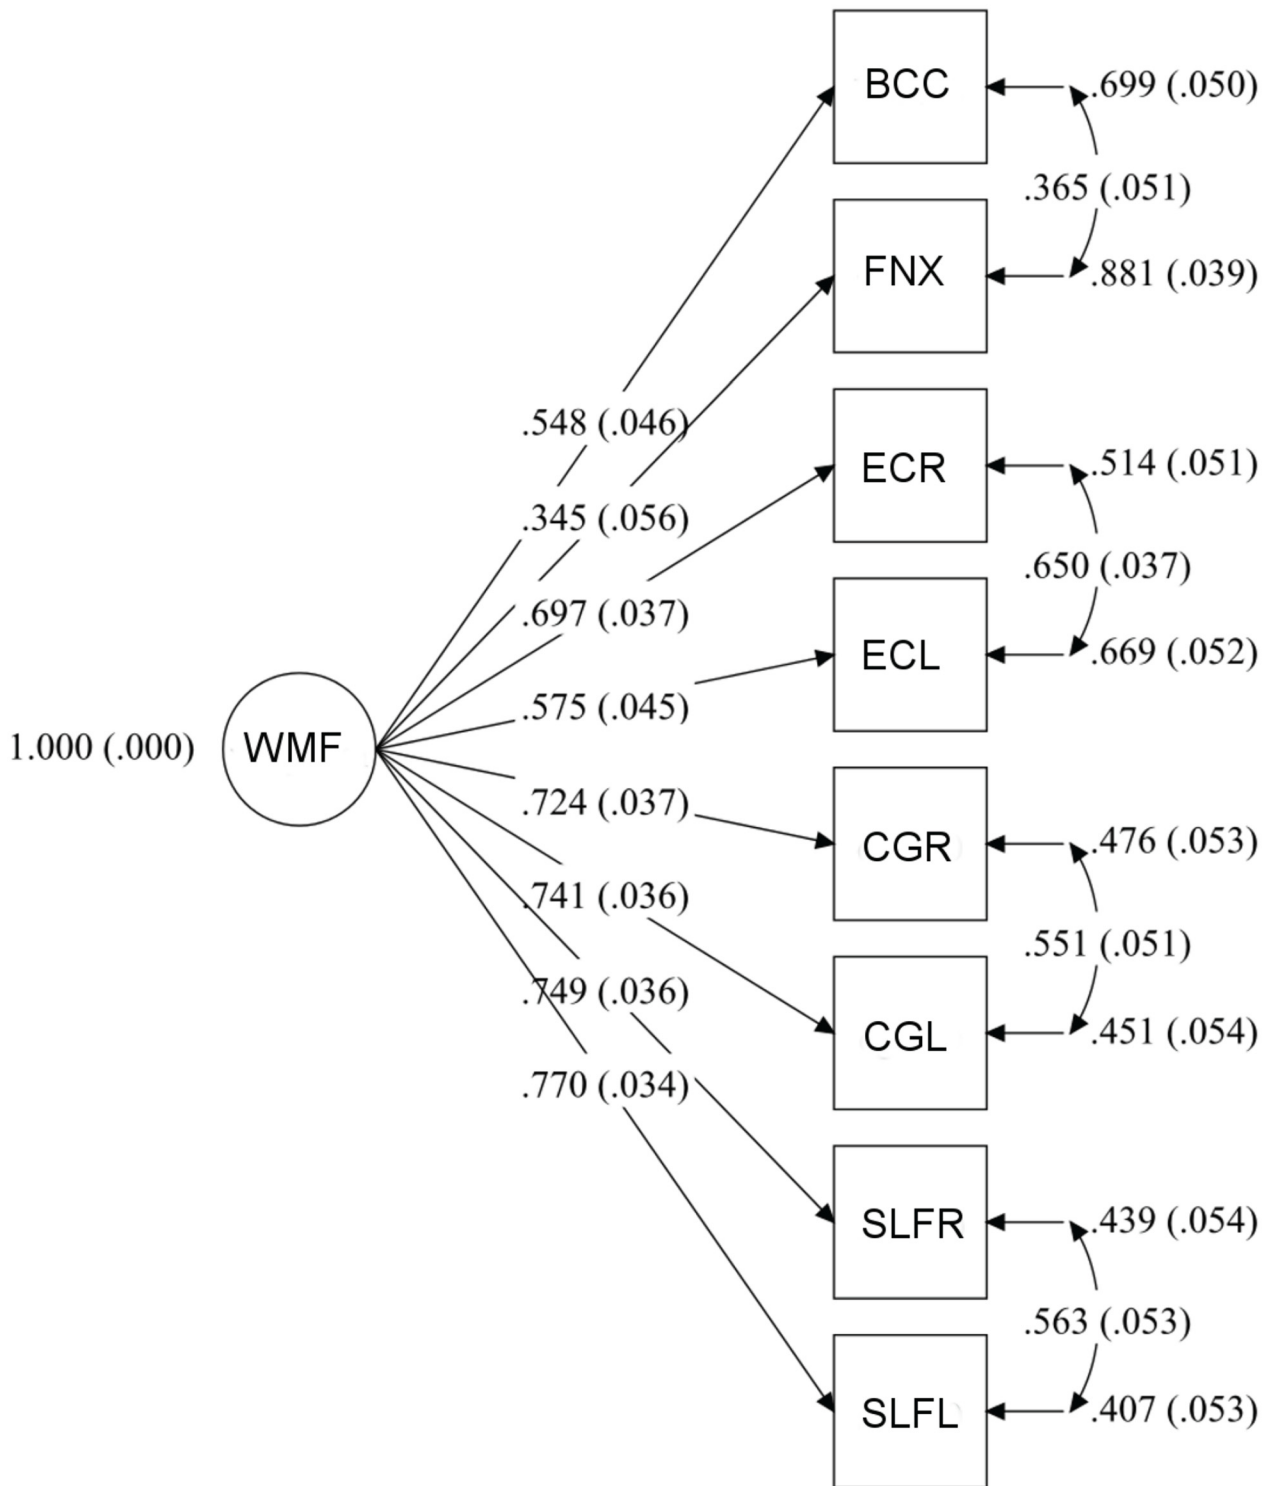 BCC
.699 (.050)
.365 (.051)
FNX
.881 (.039)
.548 (.046)
ECR
.514 (.051)
.345 (.056)
.650 (.037)
.697 (.037)
ECL
.669 (.052)
.575 (.045)
1.000 (.000)
WMF
.724 (.037)
CGR
.476 (.053)
.741 (.036)
.551 (.051)
.749 (.036)
CGL
.451 (.054)
.770 (.034)
SLFR
.439 (.054)
.563 (.053)
SLFL
.407 (.053)